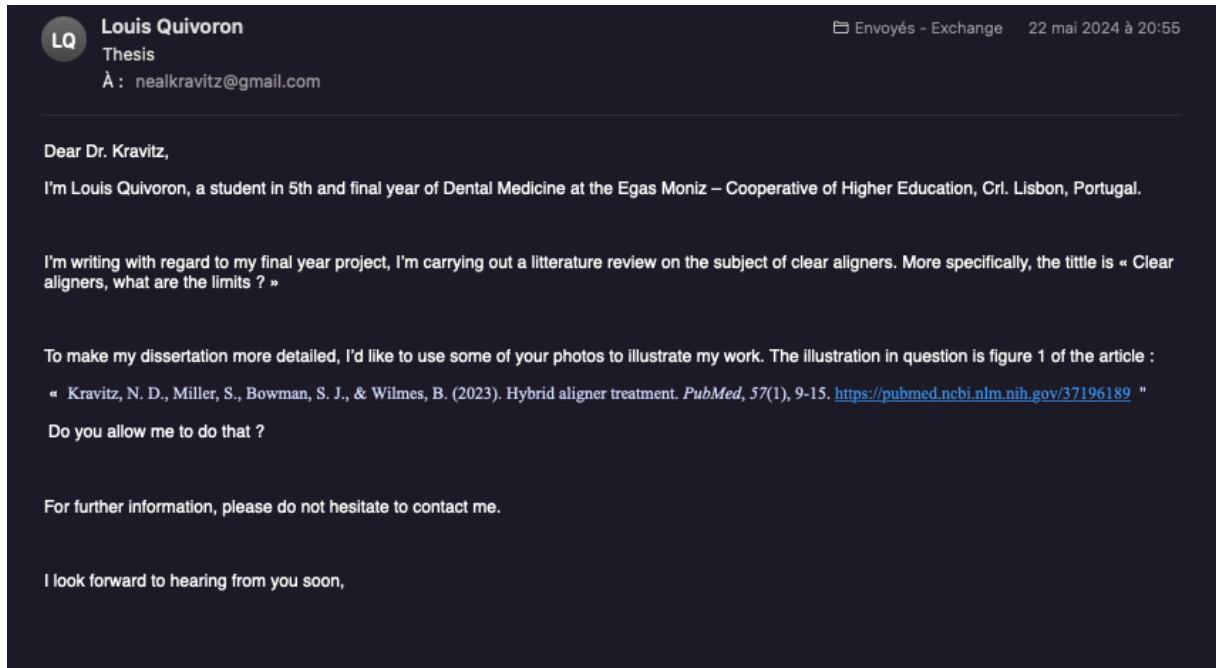 LQ
Louis Quivoron
Envoyés - Exchange 22 mai 2024 à 20:55
Thesis
À : nealkravitz@gmail.com
Dear Dr. Kravitz,
I'm Louis Quivoron, a student in 5th and final year of Dental Medicine at the Egas Moniz – Cooperative of Higher Education, Crl. Lisbon, Portugal.
I'm writing with regard to my final year project, I'm carrying out a litterature review on the subject of clear aligners. More specifically, the tittle is « Clear
aligners, what are the limits ? »
To make my dissertation more detailed, I'd like to use some of your photos to illustrate my work. The illustration in question is figure 1 of the article :
« Kravitz, N. D., Miller, S., Bowman, S. J., & Wilmes, B. (2023). Hybrid aligner treatment. PubMed, 57(1), 9-15. https://pubmed.ncbi.nlm.nih.gov/37196189 "
Do you allow me to do that ?
For further information, please do not hesitate to contact me.
I look forward to hearing from you soon,